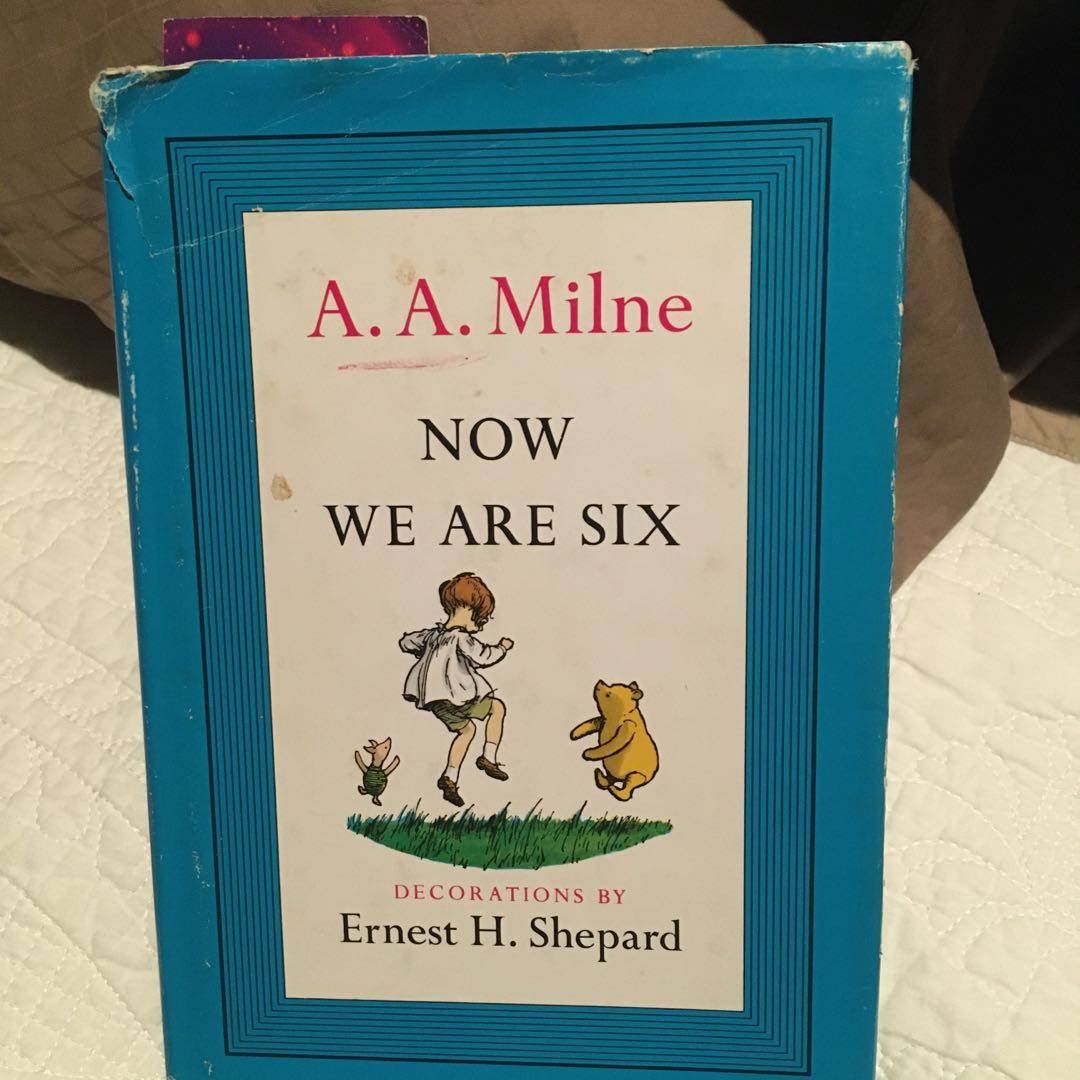 A. A. Milne
NOW
WE ARE SIX
DECORATIONS BY
Ernest H. Shepard